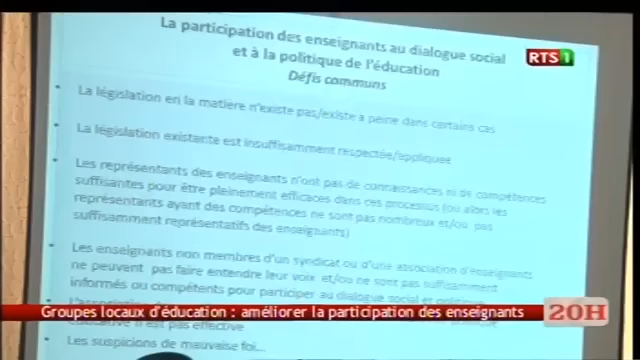 La participation des enseignants au dialogue social
et à la politique de l'éducation
Défis communs
RTS1
• La législation en la matière n'existe pas/existe a peine dans certains cas
• La législation existante est insuffisamment respectée/appliquée
• Les représentants des enseignants n'ont pas de connaissances ni de compétences
suffisantes pour être pleinement efficaces dans ces processus (ou alors les
représentants ayant des compétences ne sont pas nombreux et/ou pas
suffisamment représentatifs des enseignants)
• Les enseignants non membres d'un syndicat ou d'une association d'enseignants
ne peuvent pas faire entendre leur voix et/ou ne sont pas suffisamment
informés ou compétents pour participer au dialogue social et
Groupes locaux d'éducation : améliorer la participation des enseignants
20H
n'est pas effective
• Les suspicions de mauvaise foi...